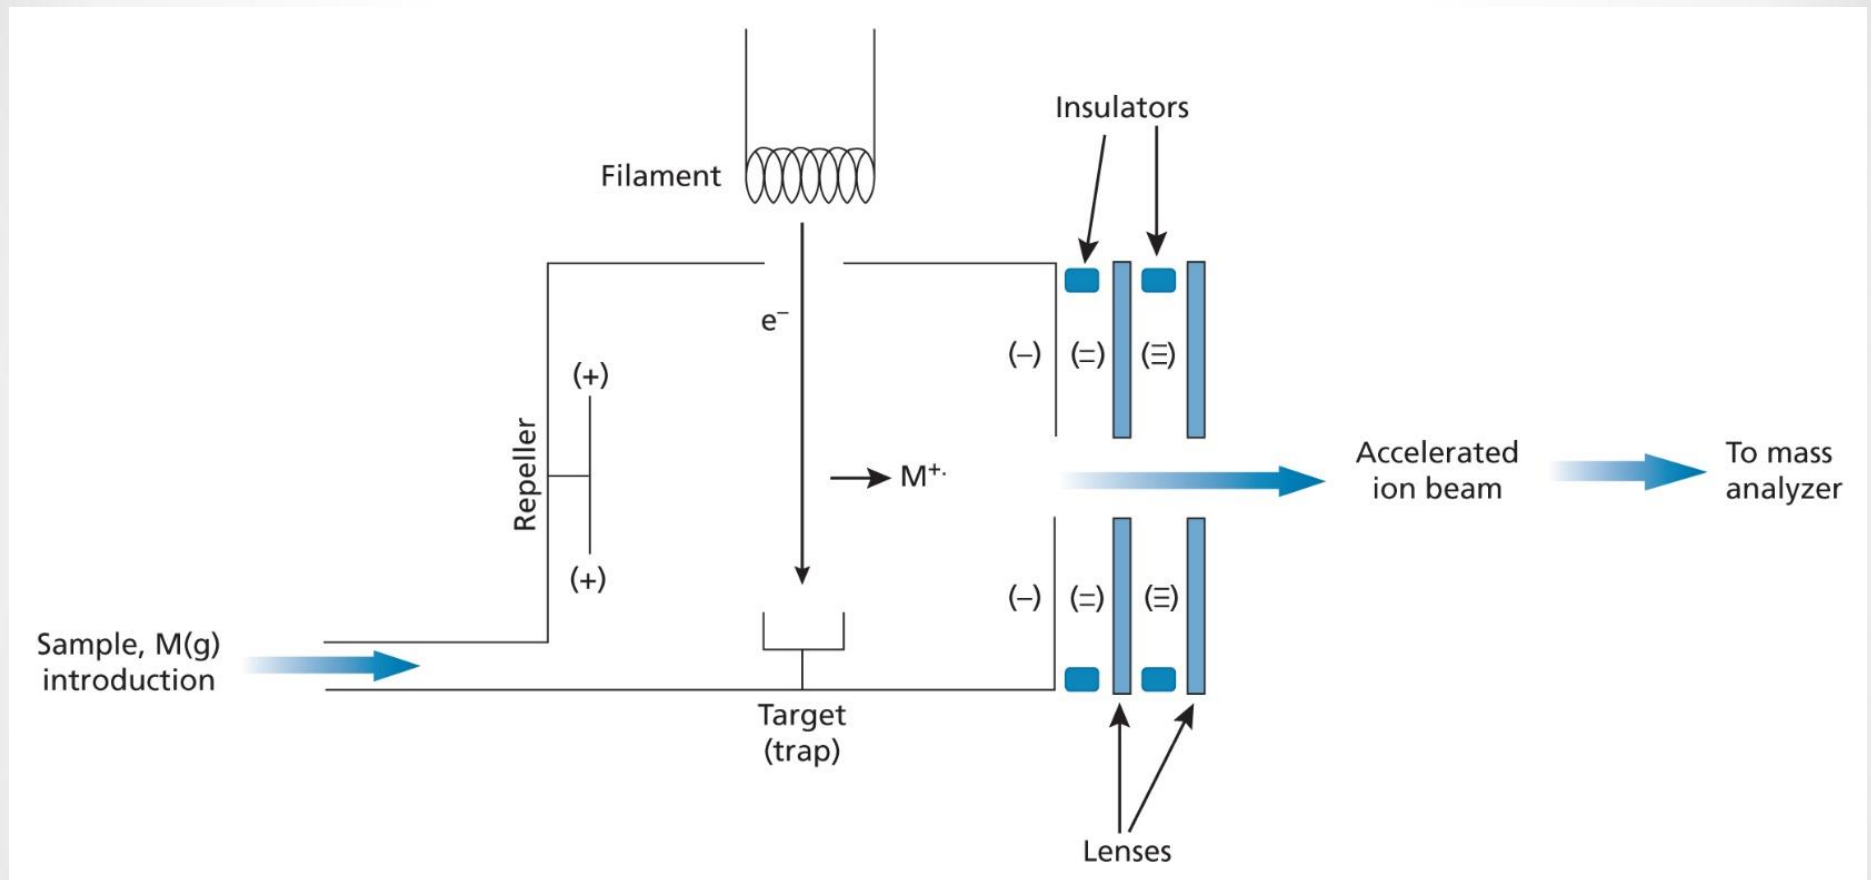 Insulators
Filament
e⁻
(–) (=) (≡)
(+)
Repeller
M⁺·
Accelerated
ion beam
To mass
analyzer
(+)
(–) (=) (≡)
Sample, M(g)
introduction
Target
(trap)
Lenses